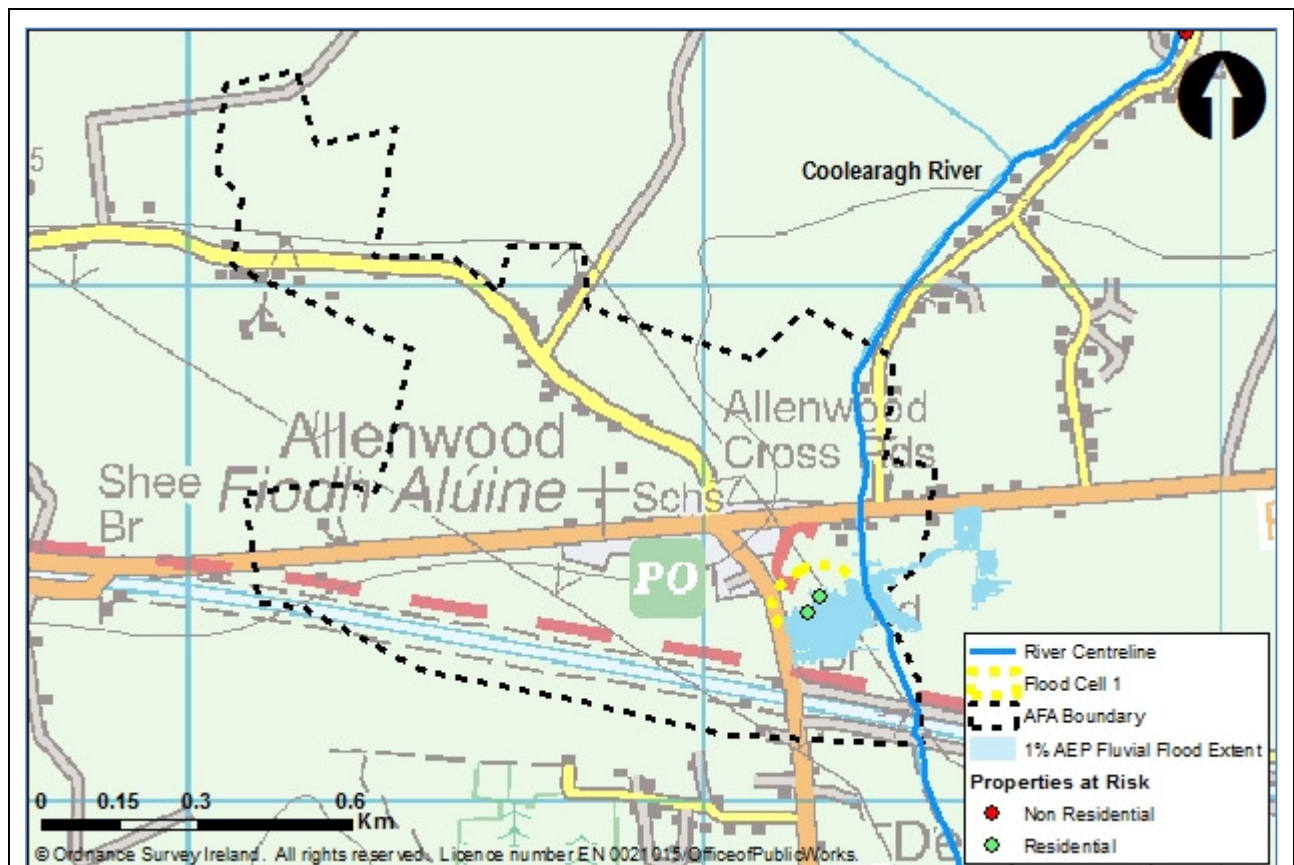 Coolearagh River
5
Allenwood
Fiodh Alúine
Allenwood
Cross Rds
Shee
Br
Schs
PO
River Centreline
Flood Cell 1
AFA Boundary
1% AEP Fluvial Flood Extent
Properties at Risk
Non Residential
Residential
0 0.15 0.3 0.6
Km
© Ordnance Survey Ireland. All rights reserved. Licence number EN 0021015/OfficeofPublicWorks.